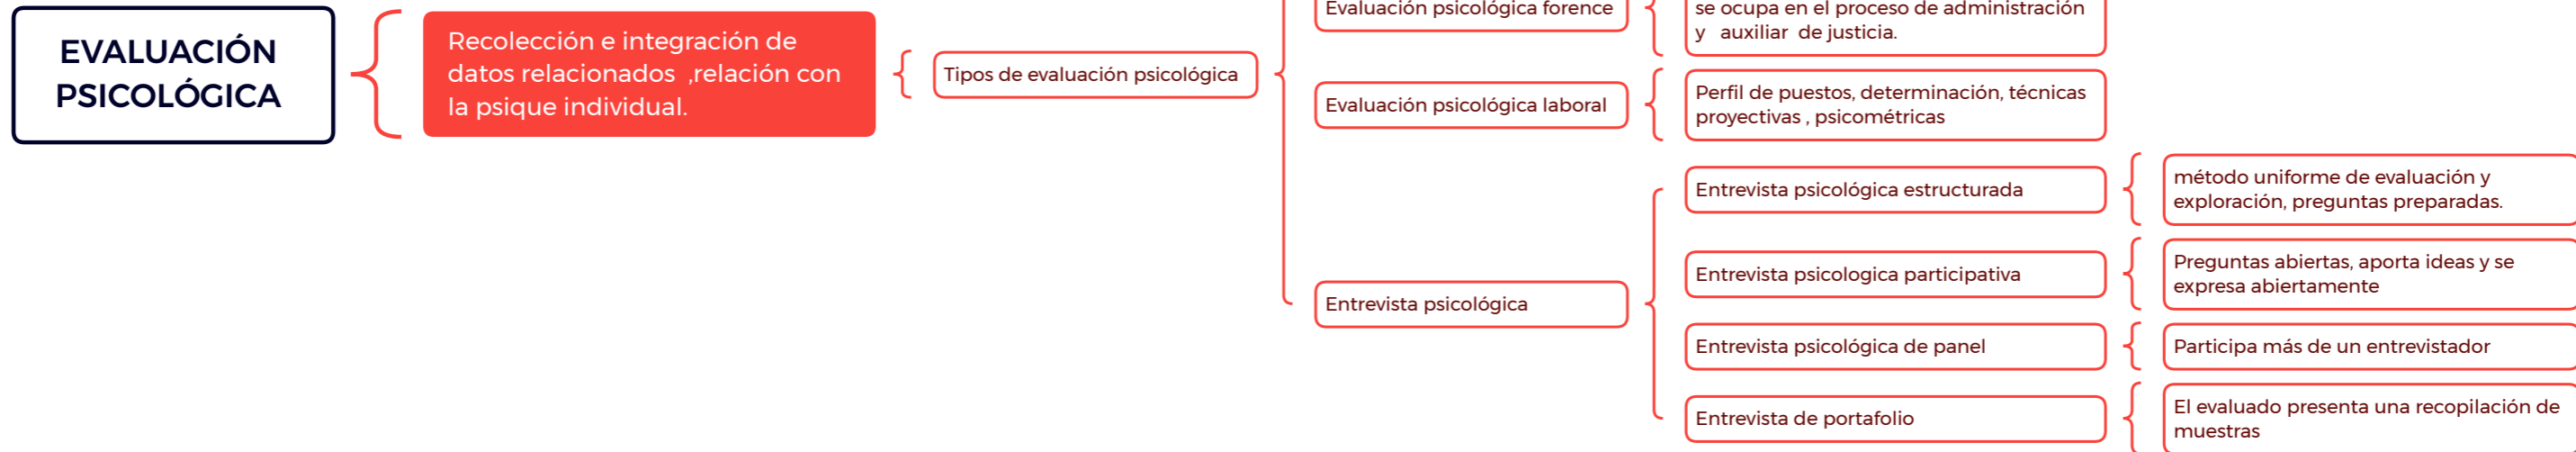 EVALUACIÓN
PSICOLÓGICA
Recolección e integración de
datos relacionados ,relación con
la psique individual.
Tipos de evaluación psicológica
Evaluación psicológica forence
se ocupa en el proceso de administración
y auxiliar de justicia.
Evaluación psicológica laboral
Perfil de puestos, determinación, técnicas
proyectivas , psicométricas
Entrevista psicológica
Entrevista psicológica estructurada
método uniforme de evaluación y
exploración, preguntas preparadas.
Entrevista psicologica participativa
Preguntas abiertas, aporta ideas y se
expresa abiertamente
Entrevista psicológica de panel
Participa más de un entrevistador
Entrevista de portafolio
El evaluado presenta una recopilación de
muestras